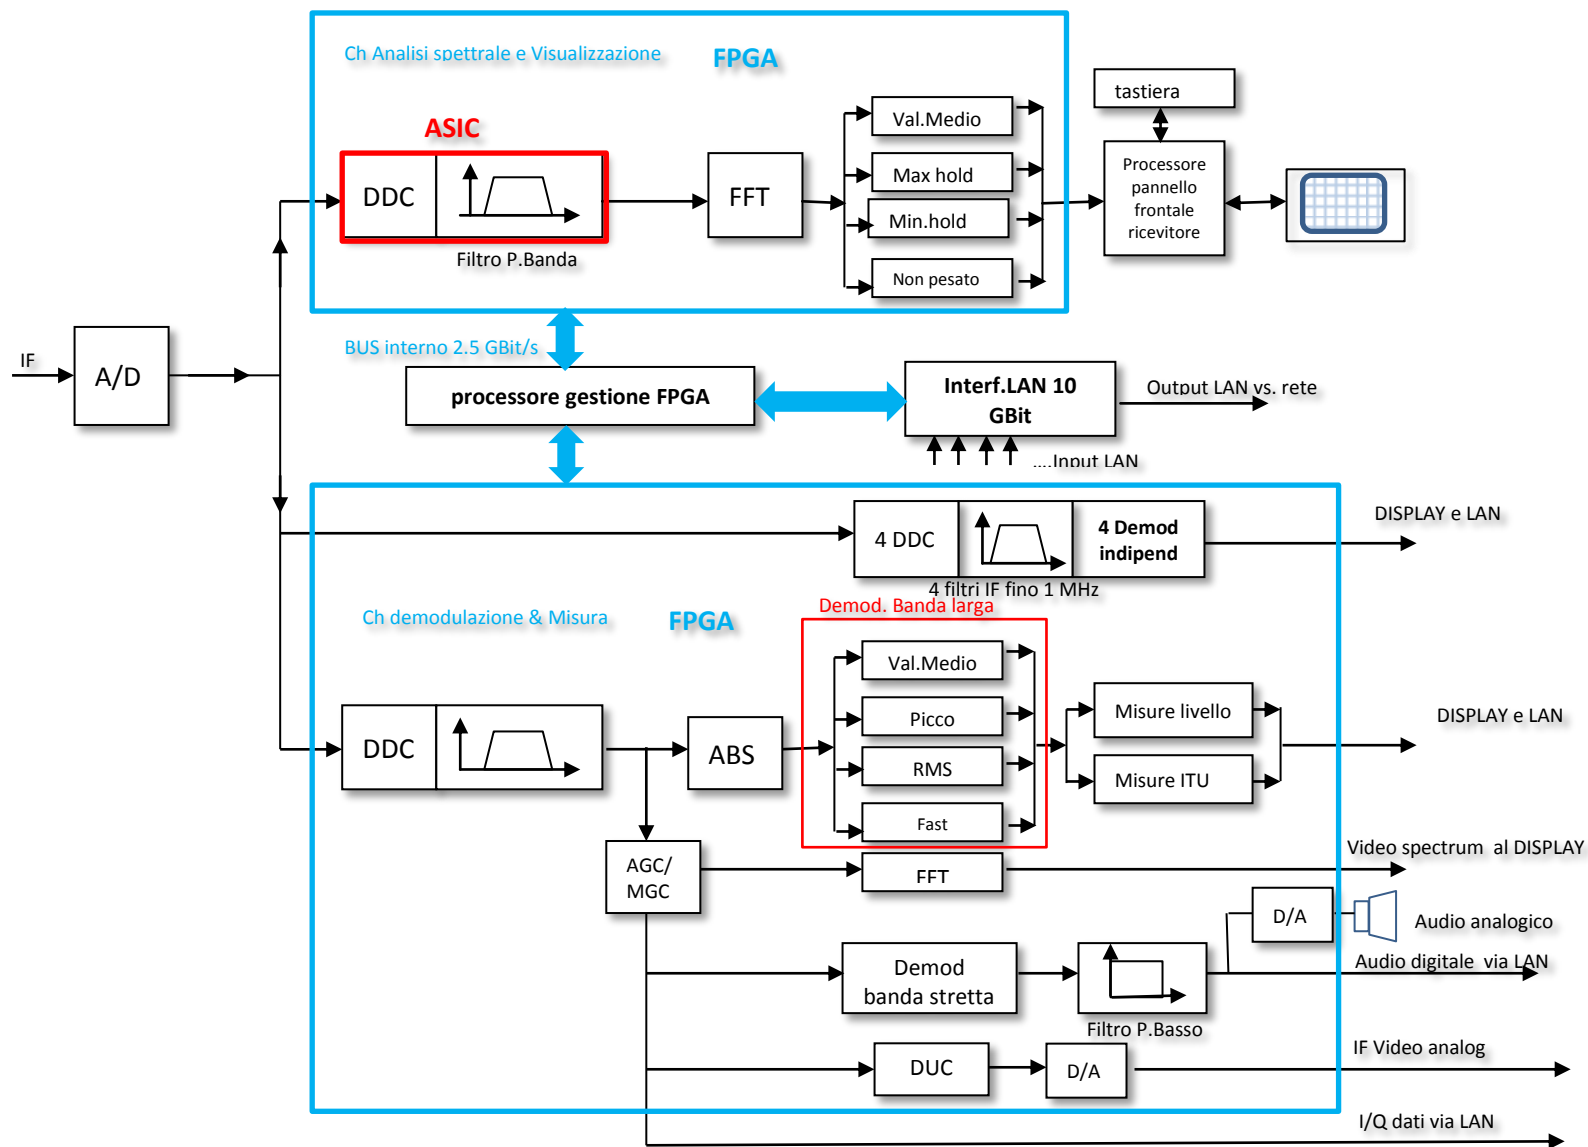 Ch Analisi spettrale e Visualizzazione
FPGA
ASIC
DDC
Filtro P.Banda
FFT
Val.Medio
Max hold
Min.hold
Non pesato
tastiera
Processore
pannello
frontale
ricevitore
IF
A/D
BUS interno 2.5 GBit/s
processore gestione FPGA
Interf.LAN 10
GBit
Output LAN vs. rete
....Input LAN
4 DDC
4 Demod
indipend
DISPLAY e LAN
4 filtri IF fino 1 MHz
Ch demodulazione & Misura
FPGA
Demod. Banda larga
DDC
ABS
Val.Medio
Picco
RMS
Fast
Misure livello
Misure ITU
DISPLAY e LAN
AGC/
MGC
FFT
Video spectrum al DISPLAY
D/A
Audio analogico
Demod
banda stretta
Filtro P.Basso
Audio digitale via LAN
DUC
D/A
IF Video analog
I/Q dati via LAN